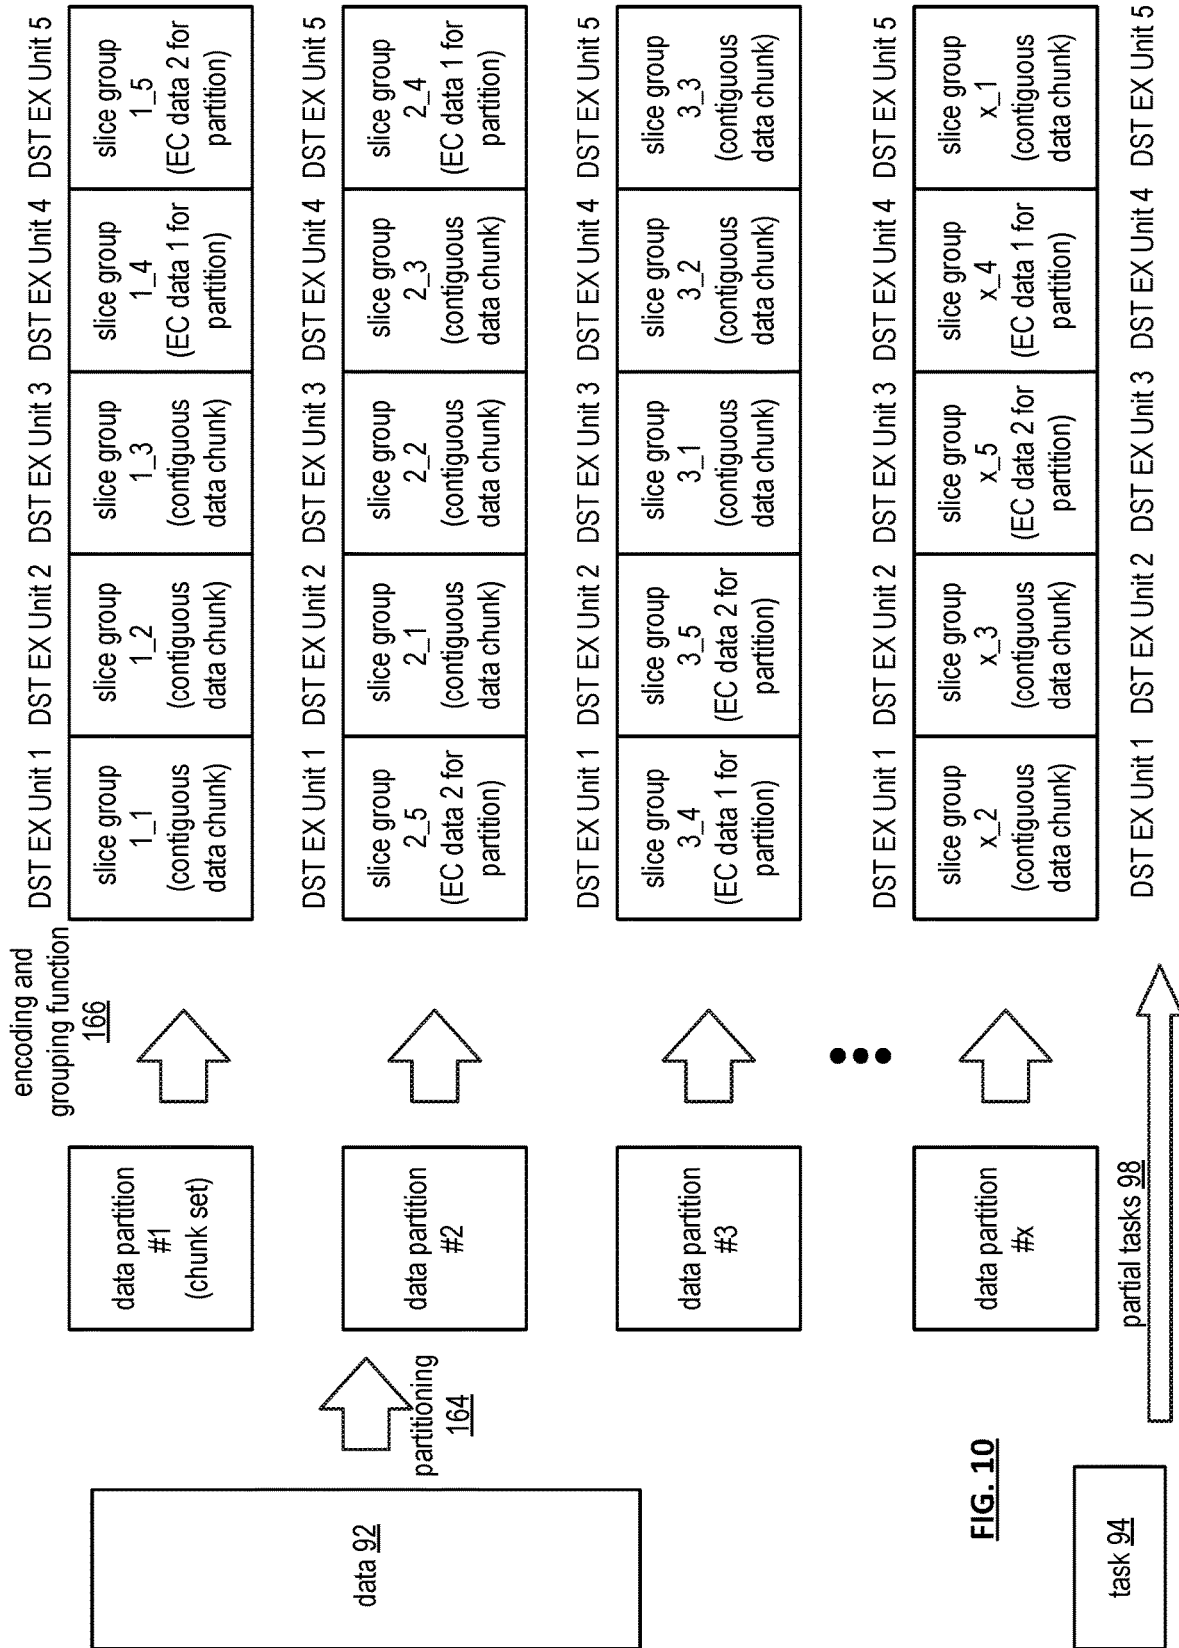 data 92
partitioning
164
data partition
#1
(chunk set)
data partition
#2
data partition
#3
data partition
#x
encoding and
grouping function
166
DST EX Unit 1 DST EX Unit 2 DST EX Unit 3 DST EX Unit 4 DST EX Unit 5
slice group
1_1
(contiguous
data chunk)
slice group
1_2
(contiguous
data chunk)
slice group
1_3
(contiguous
data chunk)
slice group
1_4
(EC data 1 for
partition)
slice group
1_5
(EC data 2 for
partition)
DST EX Unit 1 DST EX Unit 2 DST EX Unit 3 DST EX Unit 4 DST EX Unit 5
slice group
2_5
(EC data 2 for
partition)
slice group
2_1
(contiguous
data chunk)
slice group
2_2
(contiguous
data chunk)
slice group
2_3
(contiguous
data chunk)
slice group
2_4
(EC data 1 for
partition)
DST EX Unit 1 DST EX Unit 2 DST EX Unit 3 DST EX Unit 4 DST EX Unit 5
slice group
3_4
(EC data 1 for
partition)
slice group
3_5
(EC data 2 for
partition)
slice group
3_1
(contiguous
data chunk)
slice group
3_2
(contiguous
data chunk)
slice group
3_3
(contiguous
data chunk)
DST EX Unit 1 DST EX Unit 2 DST EX Unit 3 DST EX Unit 4 DST EX Unit 5
slice group
x_2
(contiguous
data chunk)
slice group
x_3
(contiguous
data chunk)
slice group
x_5
(EC data 2 for
partition)
slice group
x_4
(EC data 1 for
partition)
slice group
x_1
(contiguous
data chunk)
FIG. 10
task 94
partial tasks 98
DST EX Unit 1 DST EX Unit 2 DST EX Unit 3 DST EX Unit 4 DST EX Unit 5